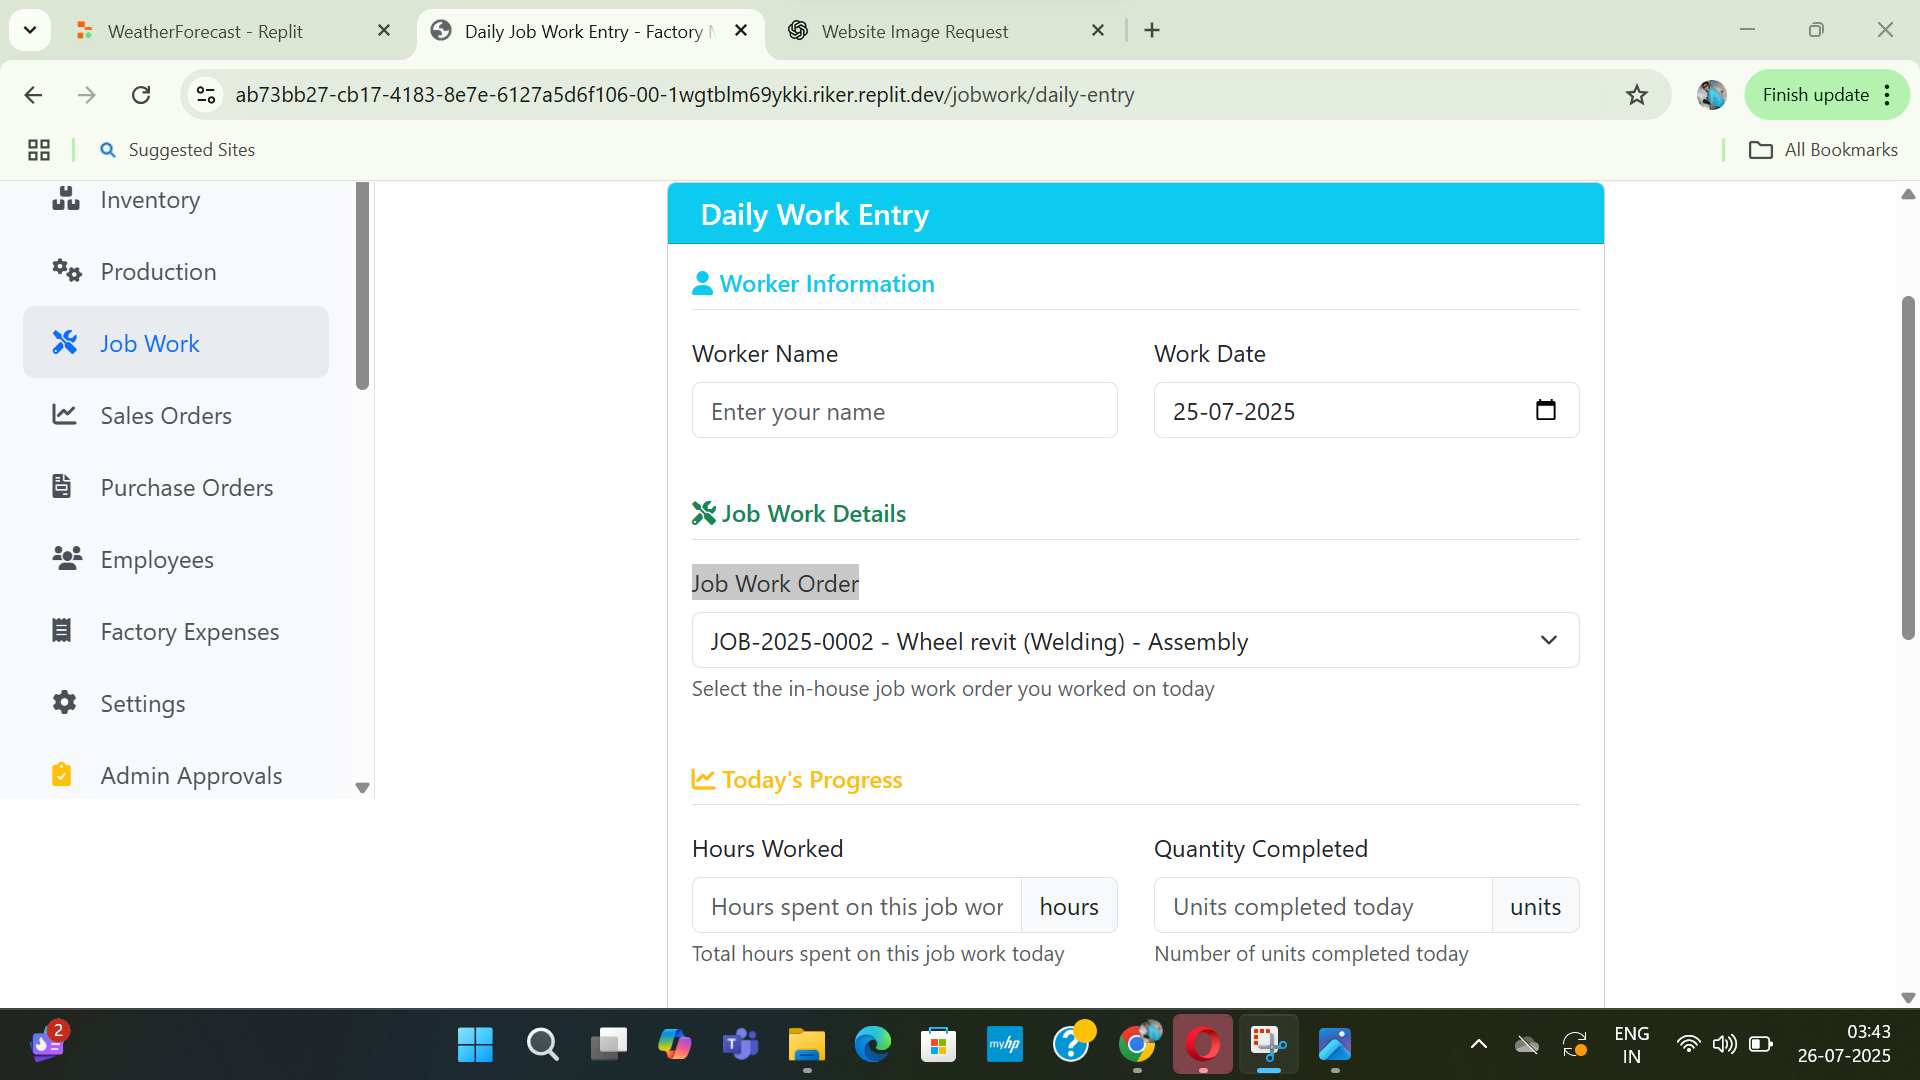 WeatherForecast - Replit
Daily Job Work Entry - Factory
Website Image Request
ab73bb27-cb17-4183-8e7e-6127a5d6f106-00-1wgtblm69ykki.riker.replit.dev/jobwork/daily-entry
Finish update
Suggested Sites
All Bookmarks
Inventory
Production
Job Work
Sales Orders
Purchase Orders
Employees
Factory Expenses
Settings
Admin Approvals
Daily Work Entry
Worker Information
Worker Name
Work Date
Enter your name
25-07-2025
Job Work Details
Job Work Order
JOB-2025-0002 - Wheel revit (Welding) - Assembly
Select the in-house job work order you worked on today
Today's Progress
Hours Worked
Quantity Completed
Hours spent on this job wor
hours
Units completed today
units
Total hours spent on this job work today
Number of units completed today
2
myhp
ENG
IN
03:43
26-07-2025